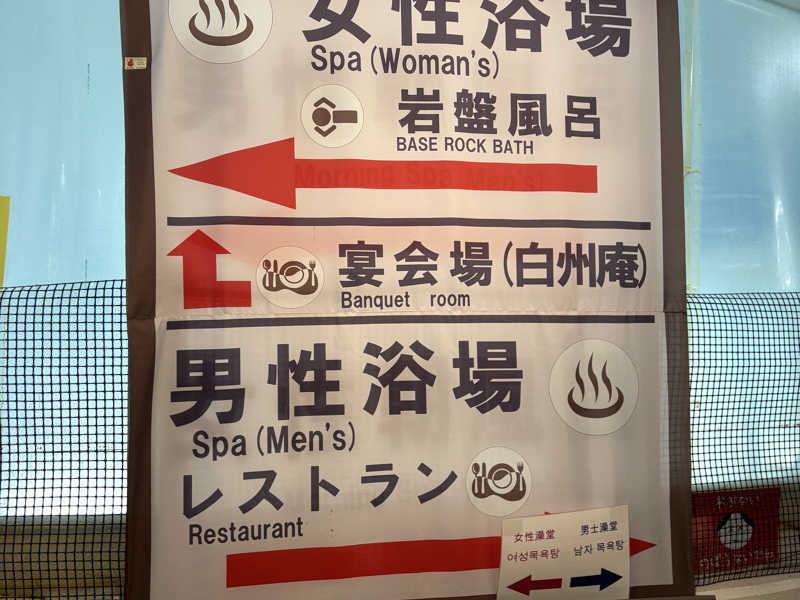 女性浴場
Spa (Woman's)
岩盤風呂
BASE ROCK BATH
Morning Spa (Men's)
宴会場(白州庵)
Banquet room
男性浴場
Spa (Men's)
レストラン
Restaurant
女性澡堂 男士澡堂
여성목욕탕 남자 목욕탕